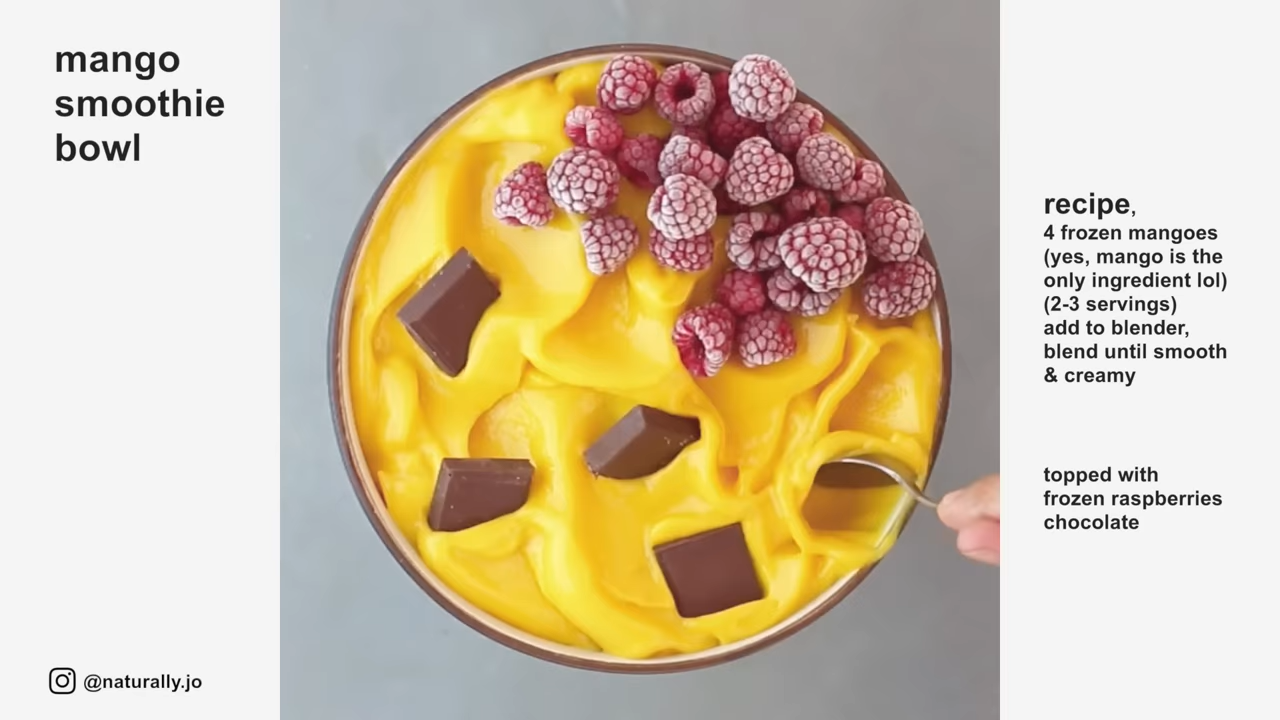 mango
smoothie
bowl
recipe,
4 frozen mangoes
(yes, mango is the
only ingredient lol)
(2-3 servings)
add to blender,
blend until smooth
& creamy
topped with
frozen raspberries
chocolate
@naturally.jo